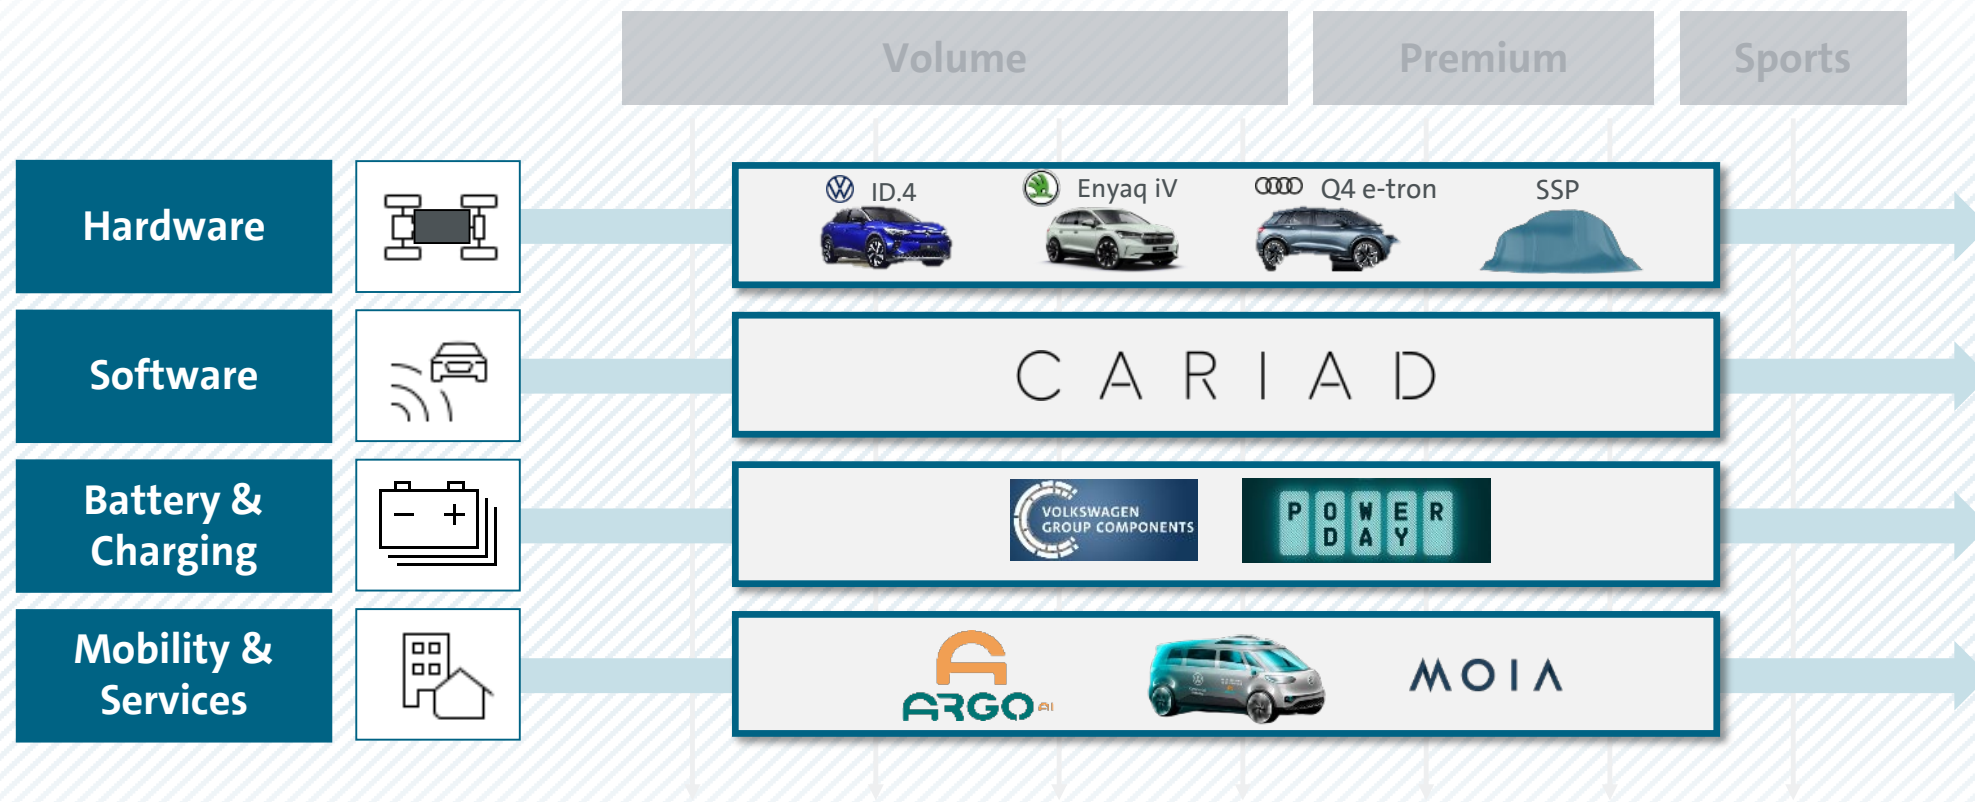 Volume
Premium
Sports
Hardware
ID.4
Enyaq iV
Q4 e-tron
SSP
Software
CARIAD
Battery &
Charging
VOLKSWAGEN
GROUP COMPONENTS
POWER
DAY
Mobility &
Services
ARGO AI
MOIA